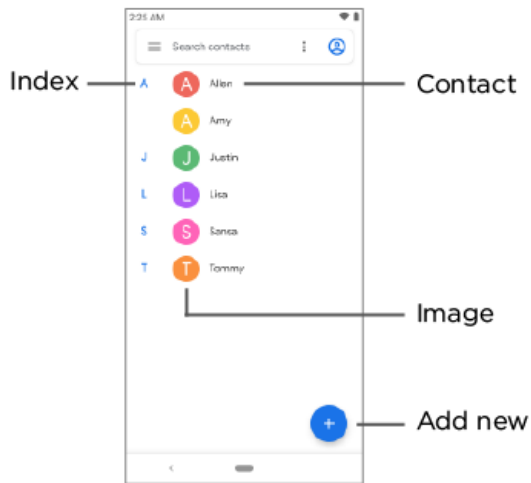 2:25 AM
Search contacts
Index
A
A
Allen
Contact
A
Amy
J
J
Justin
L
L
Lisa
S
S
Sansa
T
T
Tommy
Image
+
Add new